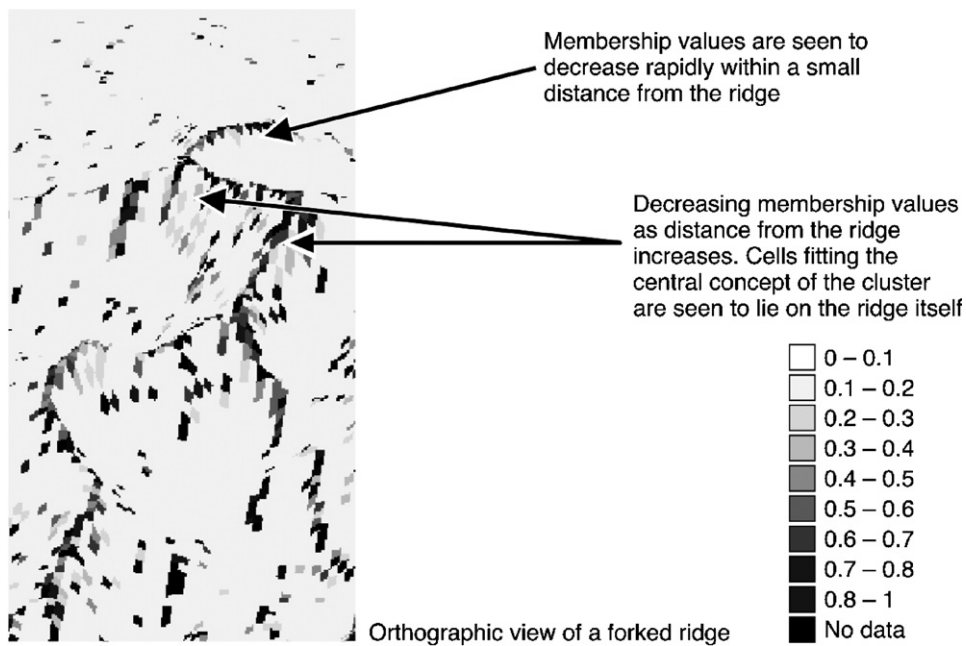 Membership values are seen to
decrease rapidly within a small
distance from the ridge
Decreasing membership values
as distance from the ridge
increases. Cells fitting the
central concept of the cluster
are seen to lie on the ridge itself
0 – 0.1
0.1 – 0.2
0.2 – 0.3
0.3 – 0.4
0.4 – 0.5
0.5 – 0.6
0.6 – 0.7
0.7 – 0.8
0.8 – 1
No data
Orthographic view of a forked ridge